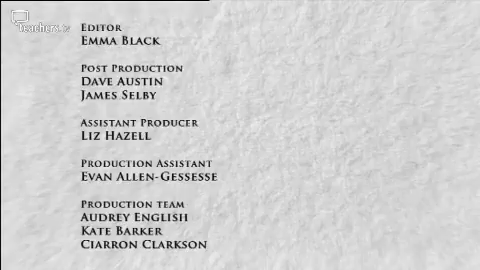 Teachers.tv
Editor
Emma Black
Post Production
Dave Austin
James Selby
Assistant Producer
Liz Hazell
Production Assistant
Evan Allen-Gessesse
Production team
Audrey English
Kate Barker
Ciarron Clarkson